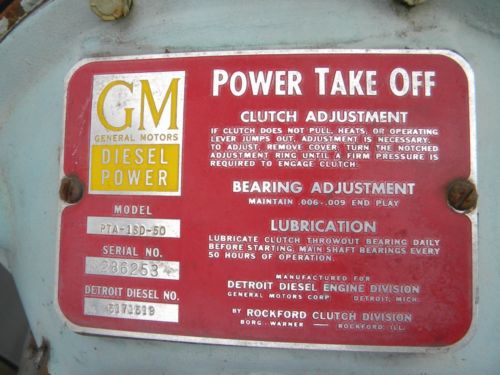 GM
GENERAL MOTORS
DIESEL
POWER
MODEL
PTA-1SD-50
SERIAL NO.
286253
DETROIT DIESEL NO.
5171619
POWER TAKE OFF
CLUTCH ADJUSTMENT
IF CLUTCH DOES NOT PULL, HEATS, OR OPERATING
LEVER JUMPS OUT, ADJUSTMENT IS NECESSARY.
TO ADJUST, REMOVE COVER, TURN THE NOTCHED
ADJUSTMENT RING UNTIL A FIRM PRESSURE IS
REQUIRED TO ENGAGE CLUTCH.
BEARING ADJUSTMENT
MAINTAIN .006-.009 END PLAY
LUBRICATION
LUBRICATE CLUTCH THROWOUT BEARING DAILY
BEFORE STARTING, MAIN SHAFT BEARINGS EVERY
50 HOURS OF OPERATION.
MANUFACTURED FOR
DETROIT DIESEL ENGINE DIVISION
GENERAL MOTORS CORP. DETROIT, MICH.
BY ROCKFORD CLUTCH DIVISION
BORG-WARNER — ROCKFORD, ILL.